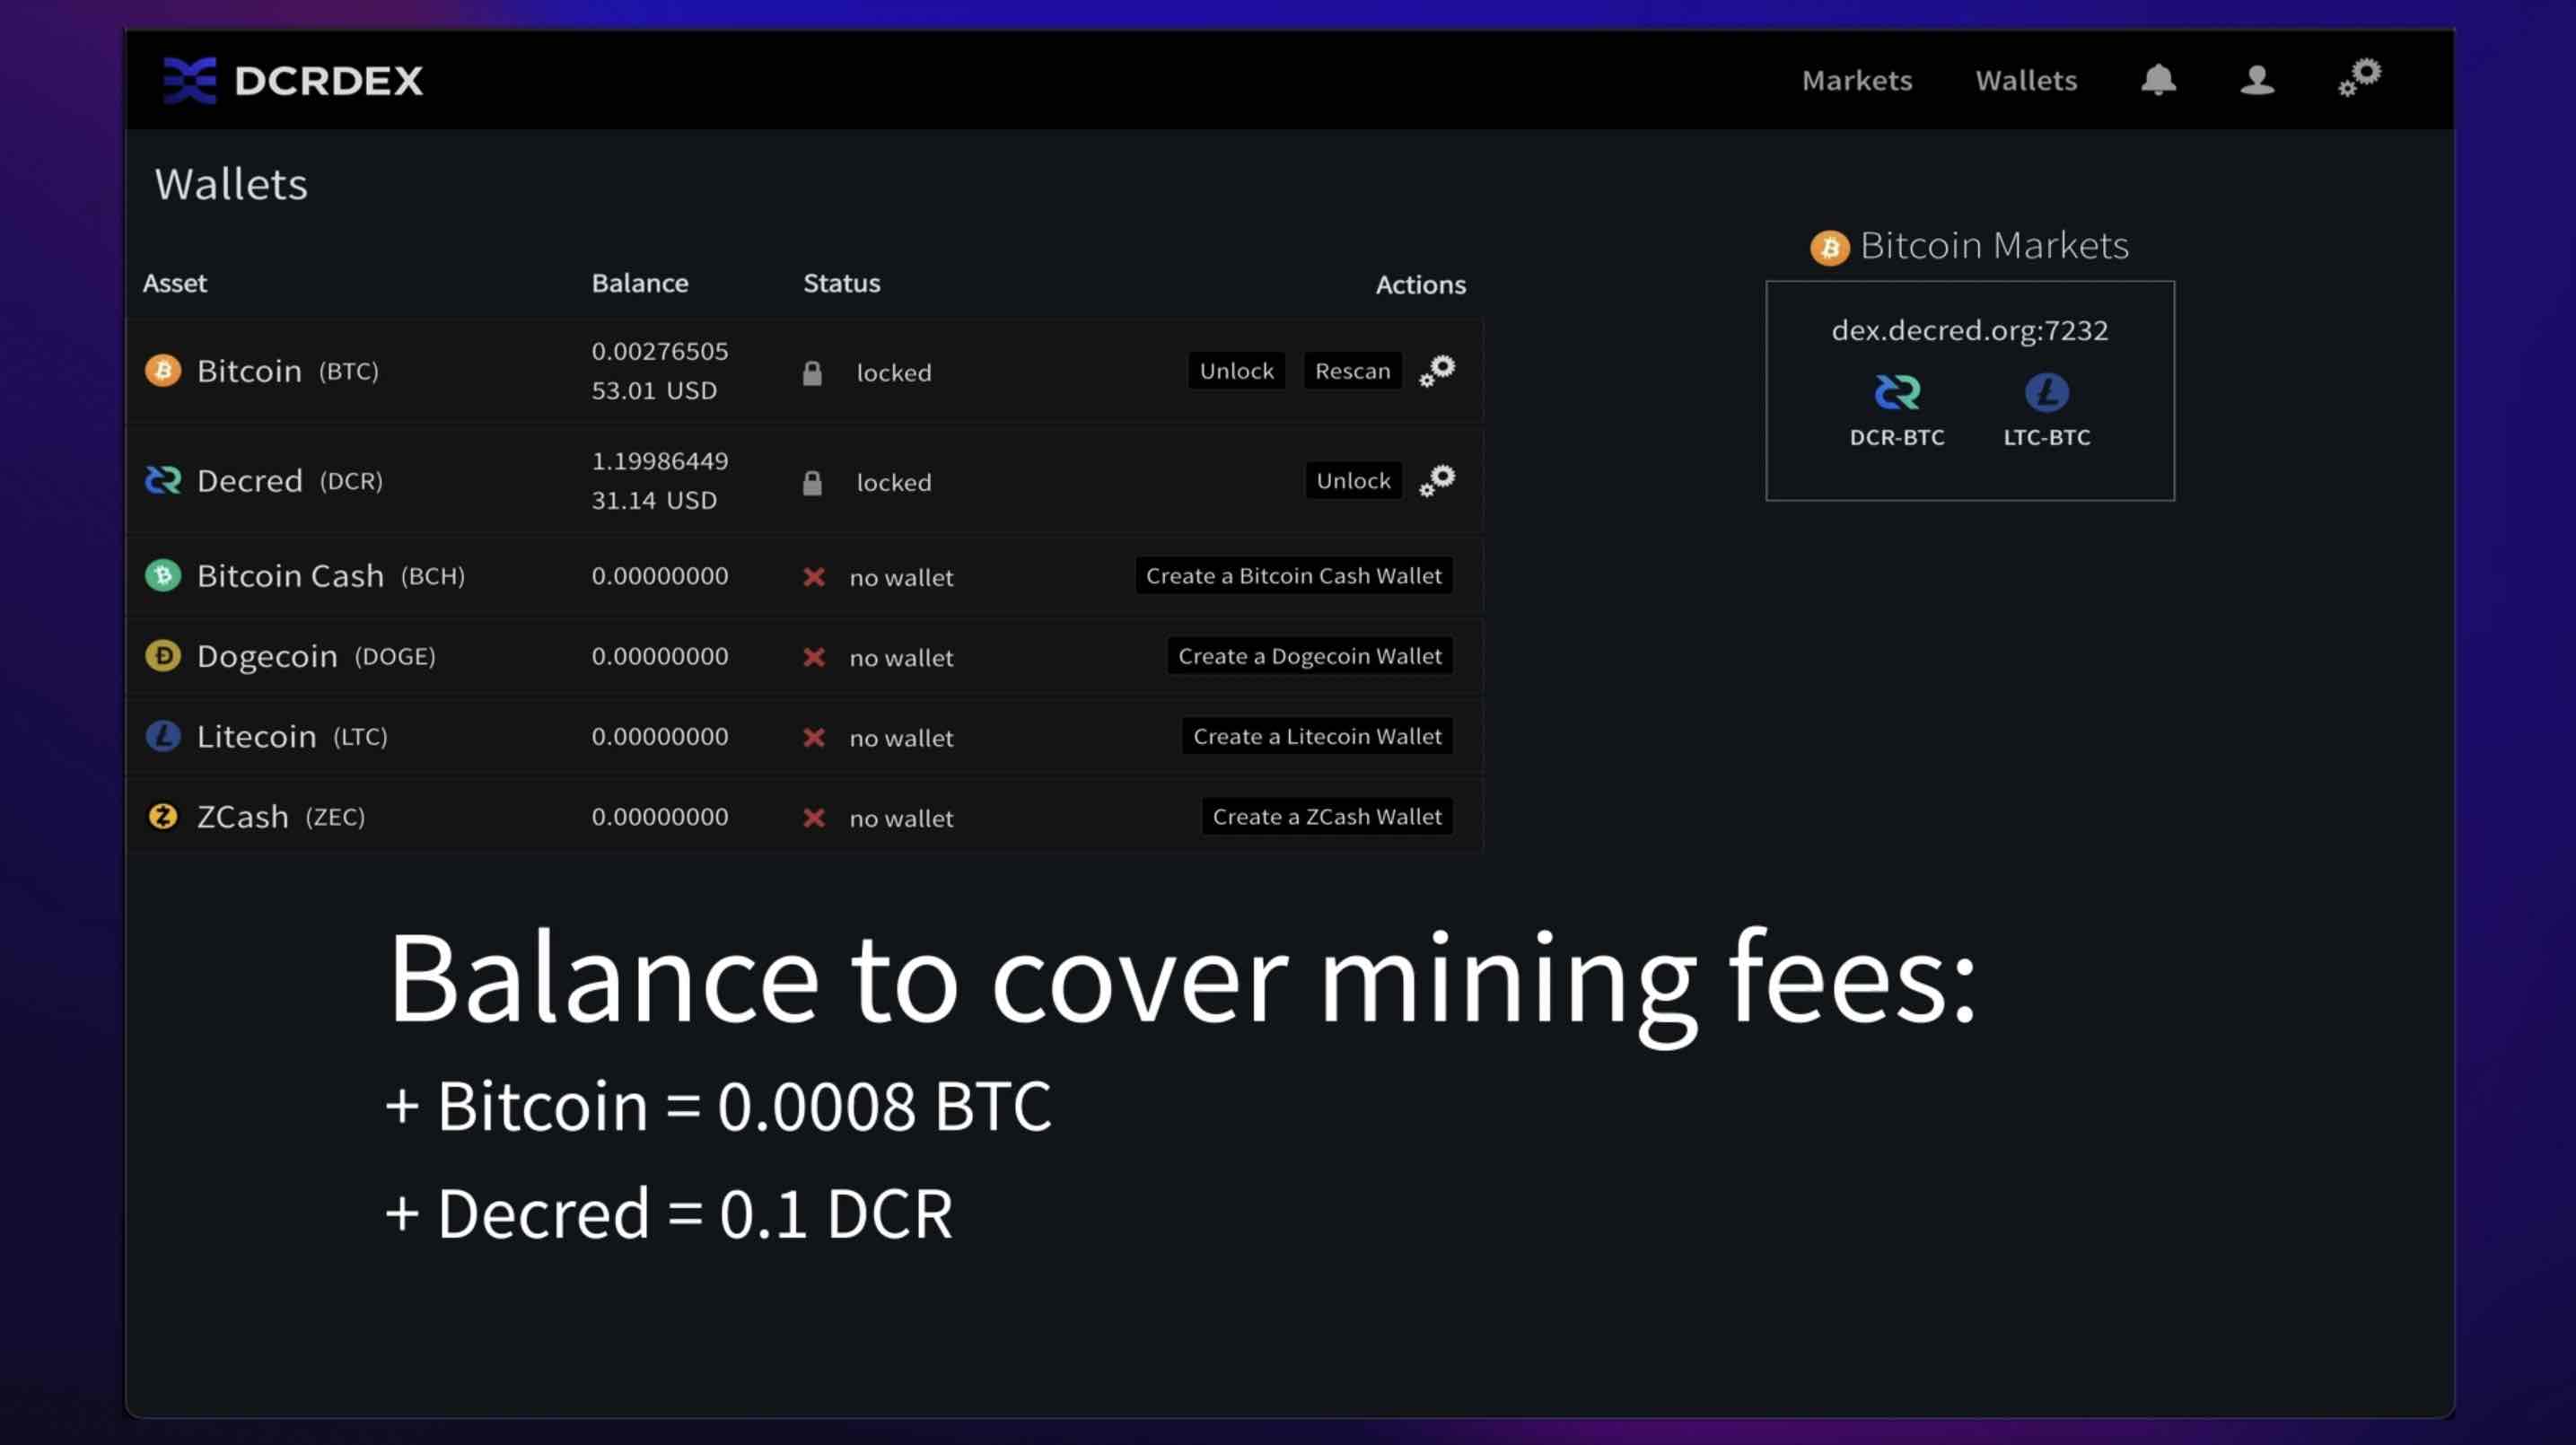 DCRDEX
Markets Wallets
Wallets
Asset Balance Status Actions
Bitcoin (BTC) 0.00276505 locked Unlock Rescan
53.01 USD
Decred (DCR) 1.19986449 locked Unlock
31.14 USD
Bitcoin Cash (BCH) 0.00000000 no wallet Create a Bitcoin Cash Wallet
Dogecoin (DOGE) 0.00000000 no wallet Create a Dogecoin Wallet
Litecoin (LTC) 0.00000000 no wallet Create a Litecoin Wallet
ZCash (ZEC) 0.00000000 no wallet Create a ZCash Wallet
Bitcoin Markets
dex.decred.org:7232
DCR-BTC LTC-BTC
Balance to cover mining fees:
+ Bitcoin = 0.0008 BTC
+ Decred = 0.1 DCR